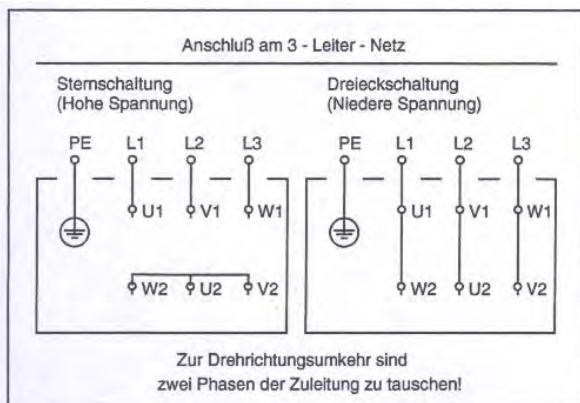 Anschluß am 3 - Leiter - Netz
Sternschaltung
(Hohe Spannung)
Dreieckschaltung
(Niedere Spannung)
PE L1 L2 L3 PE L1 L2 L3
U1 V1 W1 U1 V1 W1
W2 U2 V2 W2 U2 V2
Zur Drehrichtungsumkehr sind
zwei Phasen der Zuleitung zu tauschen!